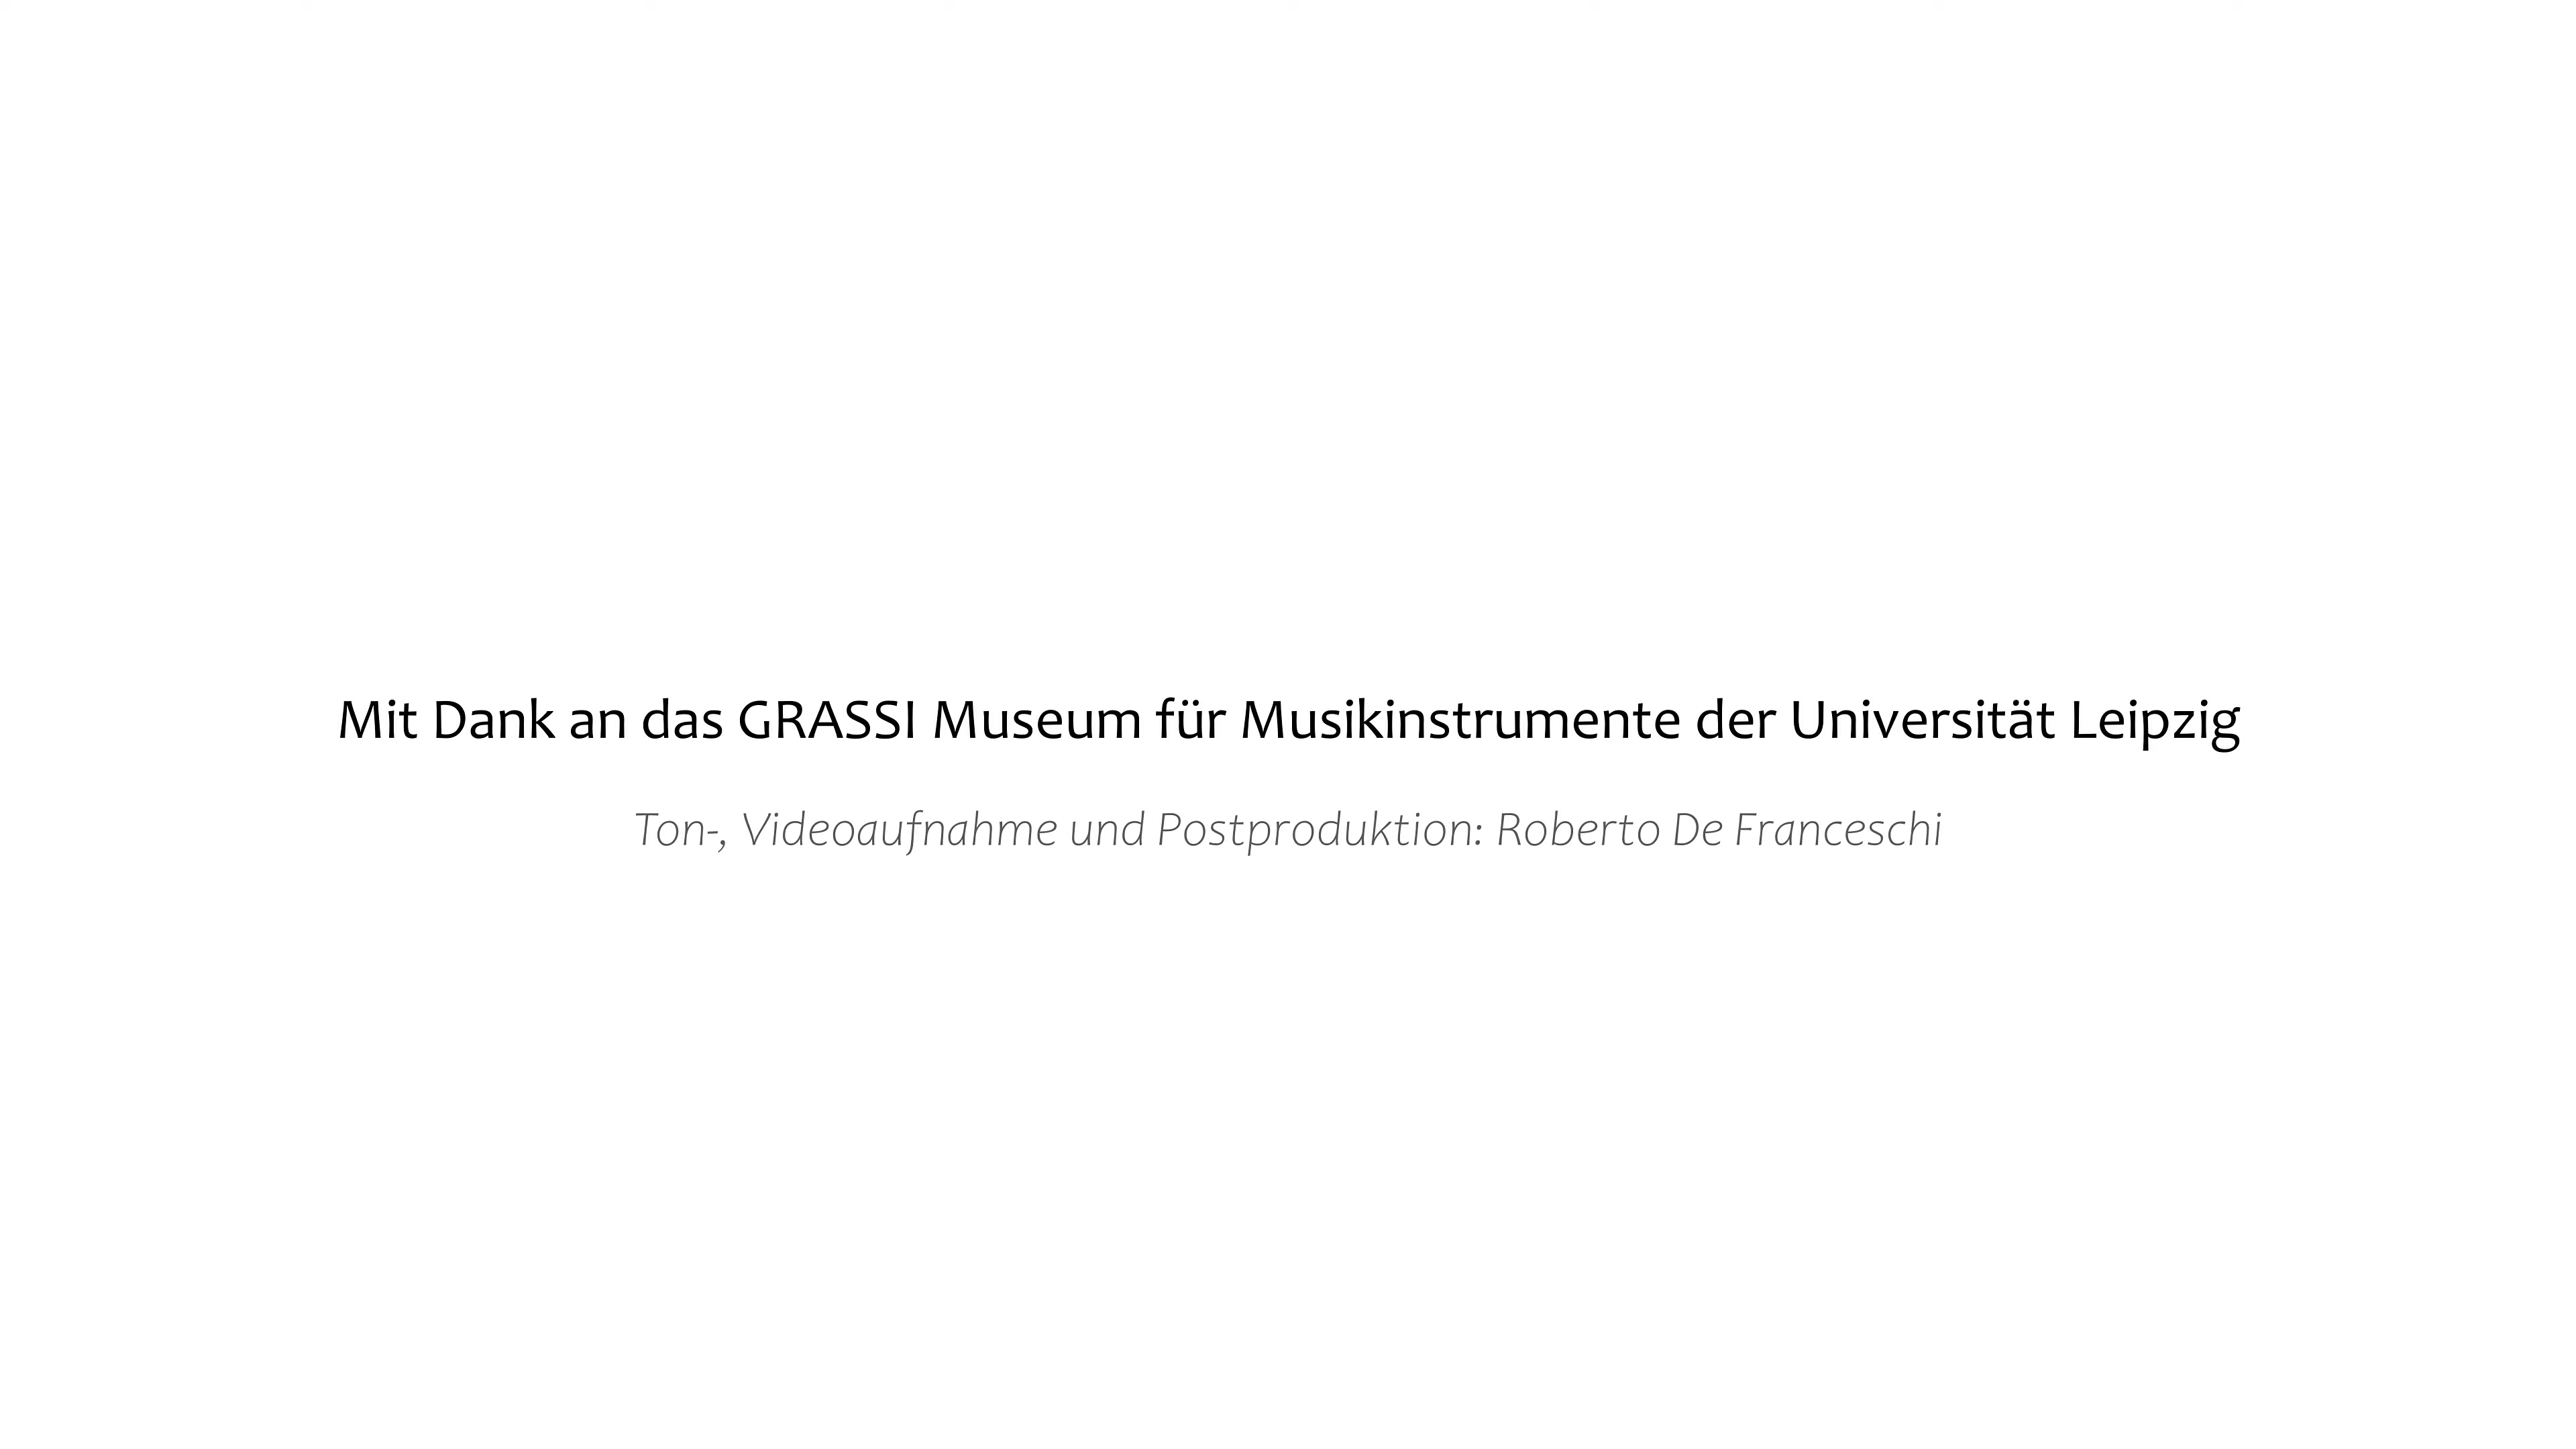 Mit Dank an das GRASSI Museum für Musikinstrumente der Universität Leipzig
Ton-, Videoaufnahme und Postproduktion: Roberto De Franceschi